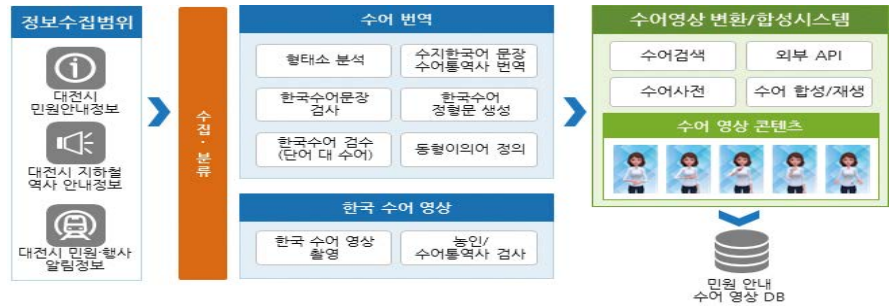 정보수집범위
대전시
민원안내정보
대전시 지하철
역사 안내정보
대전시 민원·행사
알림정보
수집·분류
수어 번역
형태소 분석
수지한국어 문장
수어통역사 번역
한국수어문장
검사
한국수어
정형문 생성
한국수어 검수
(단어 대 수어)
동형이의어 정의
한국 수어 영상
한국 수어 영상
촬영
농인/
수어통역사 검사
수어영상 변환/합성시스템
수어검색
외부 API
수어사전
수어 합성/재생
수어 영상 콘텐츠
민원 안내
수어 영상 DB